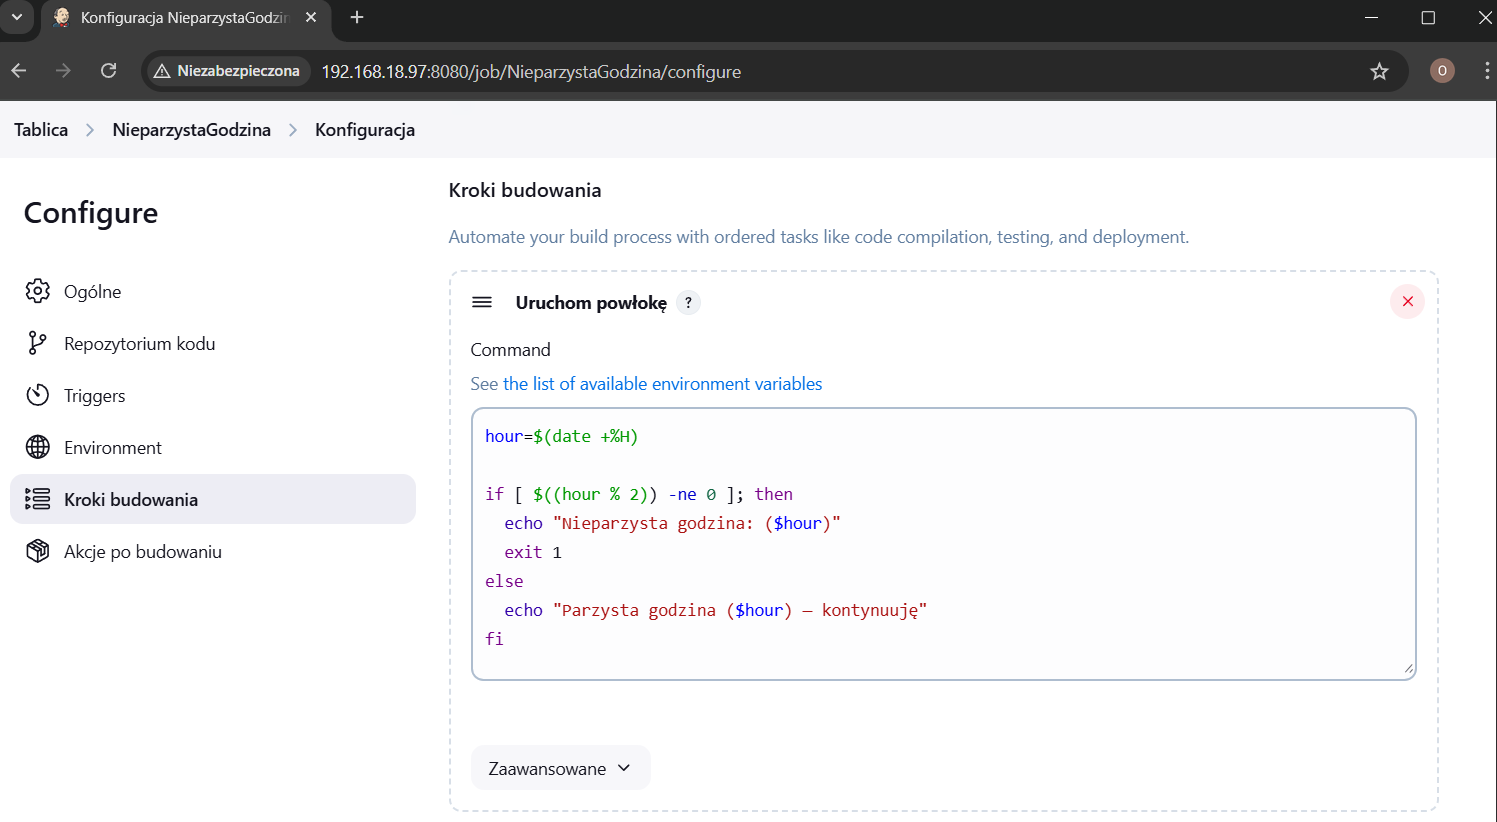 Konfiguracja NieparzystaGodzin
Niezabezpieczona
192.168.18.97:8080/job/NieparzystaGodzina/configure
O
Tablica > NieparzystaGodzina > Konfiguracja
Configure
Ogólne
Repozytorium kodu
Triggers
Environment
Kroki budowania
Akcje po budowaniu
Kroki budowania
Automate your build process with ordered tasks like code compilation, testing, and deployment.
Uruchom powłokę ?
Command
See the list of available environment variables
hour=$(date +%H)
if [ $((hour % 2)) -ne 0 ]; then
echo "Nieparzysta godzina: ($hour)"
exit 1
else
echo "Parzysta godzina ($hour) – kontynuuję"
fi
Zaawansowane